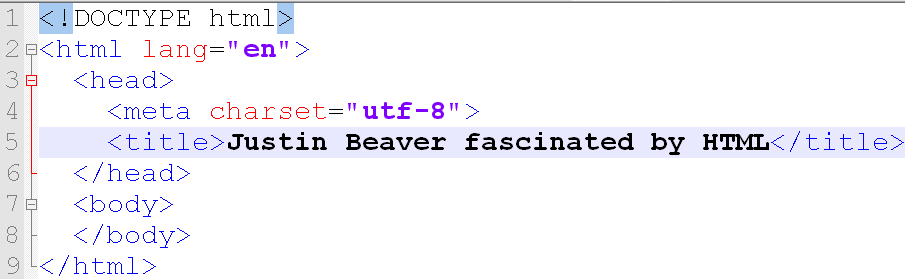 1 <!DOCTYPE html>
2 <html lang="en">
3 <head>
4 <meta charset="utf-8">
5 <title>Justin Beaver fascinated by HTML</title>
6 </head>
7 <body>
8 </body>
9 </html>